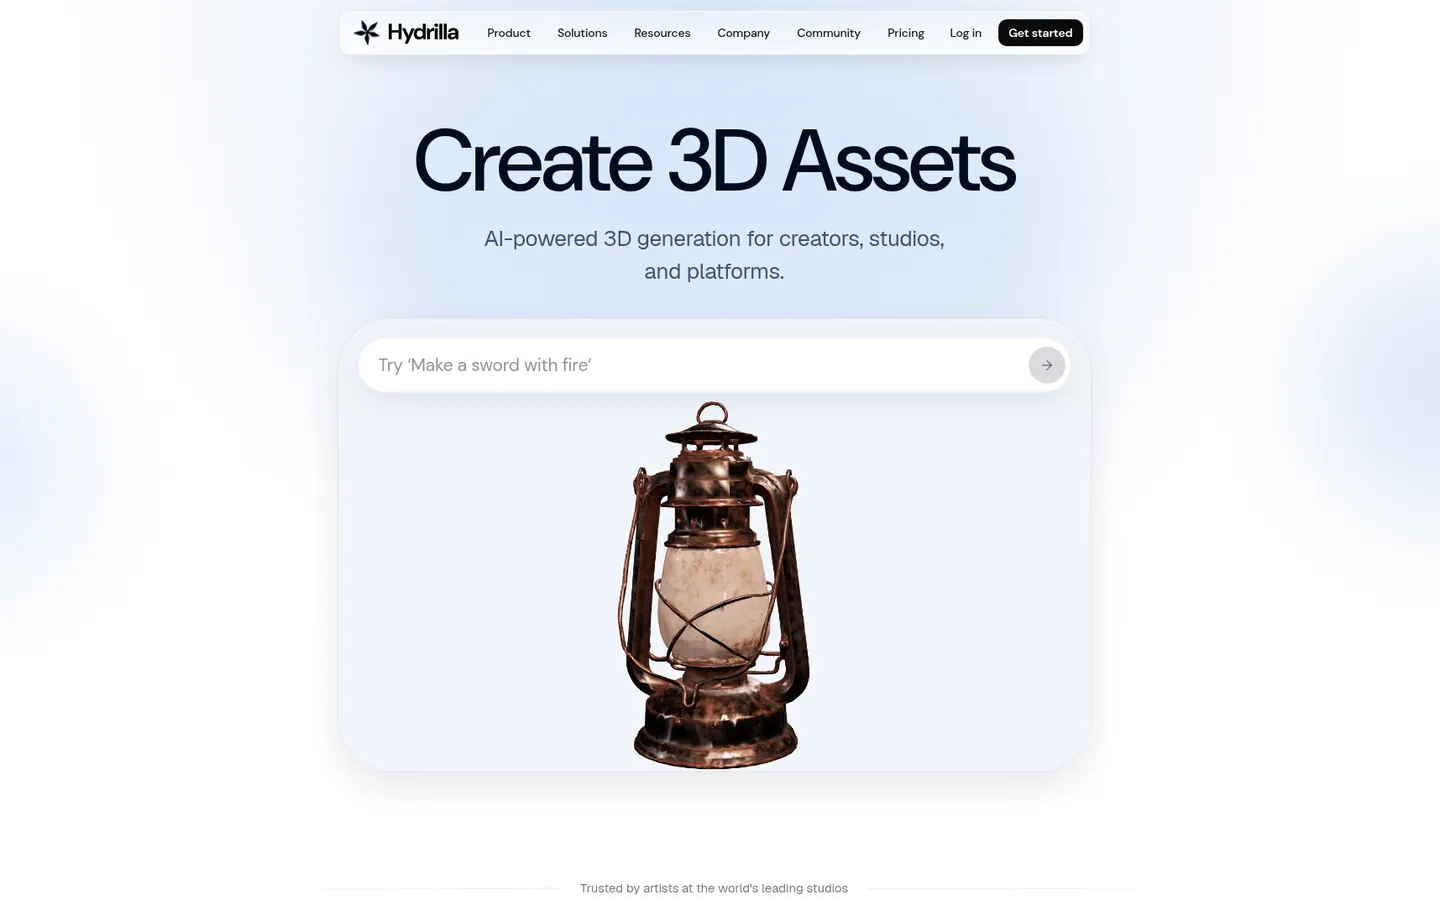 Hydrilla
Product
Solutions
Resources
Company
Community
Pricing
Log in
Get started
Create 3D Assets
AI-powered 3D generation for creators, studios,
and platforms.
Try ‘Make a sword with fire’
Trusted by artists at the world's leading studios